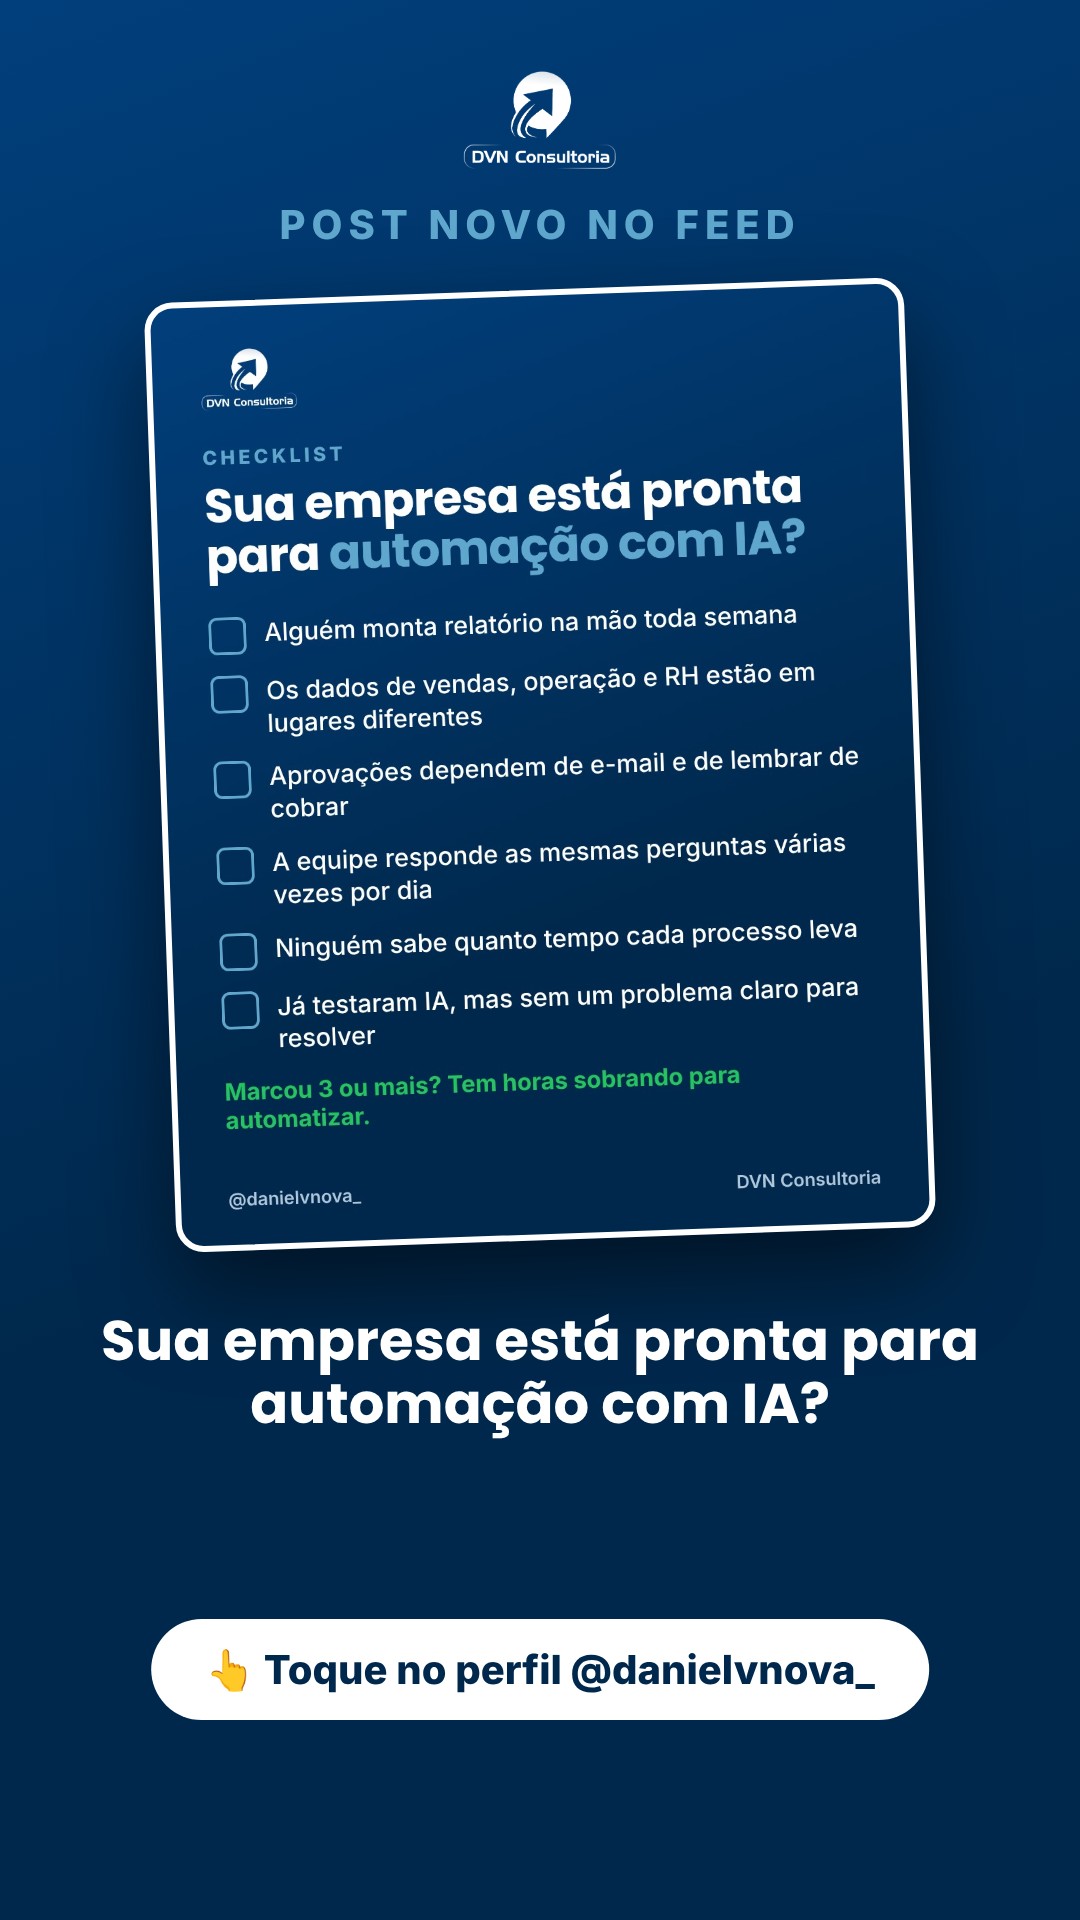 DVN Consultoria
POST NOVO NO FEED
DVN Consultoria
CHECKLIST
Sua empresa está pronta
para automação com IA?
Alguém monta relatório na mão toda semana
Os dados de vendas, operação e RH estão em
lugares diferentes
Aprovações dependem de e-mail e de lembrar de
cobrar
A equipe responde as mesmas perguntas várias
vezes por dia
Ninguém sabe quanto tempo cada processo leva
Já testaram IA, mas sem um problema claro para
resolver
Marcou 3 ou mais? Tem horas sobrando para
automatizar.
@danielvnova_
DVN Consultoria
Sua empresa está pronta para
automação com IA?
👆 Toque no perfil @danielvnova_